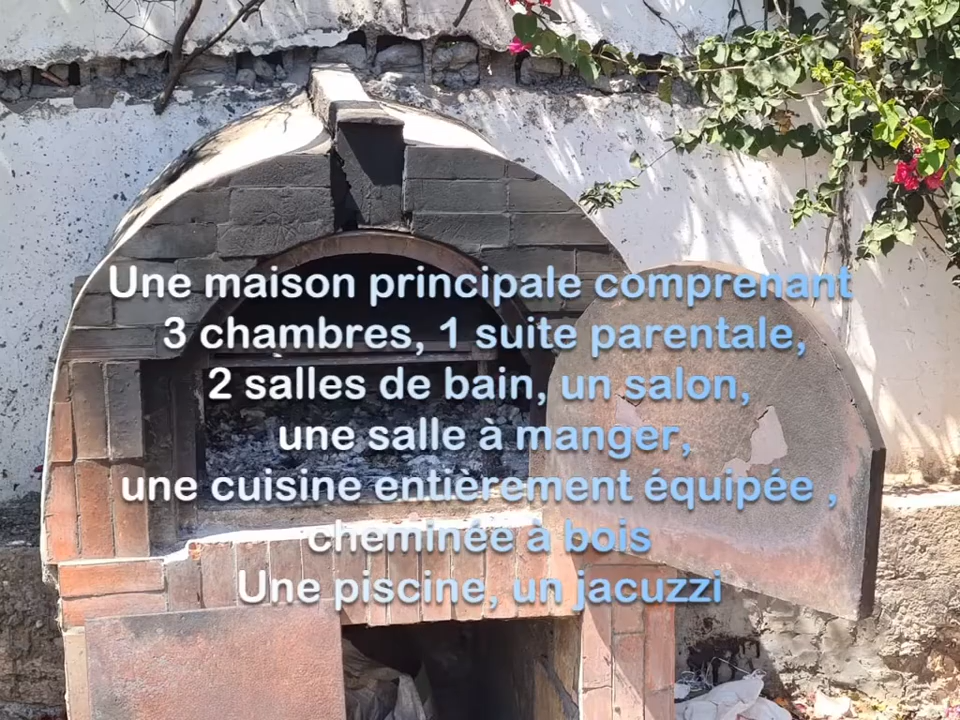 Une maison principale comprenant
3 chambres, 1 suite parentale,
2 salles de bain, un salon,
une salle à manger,
une cuisine entièrement équipée ,
cheminée à bois
Une piscine, un jacuzzi